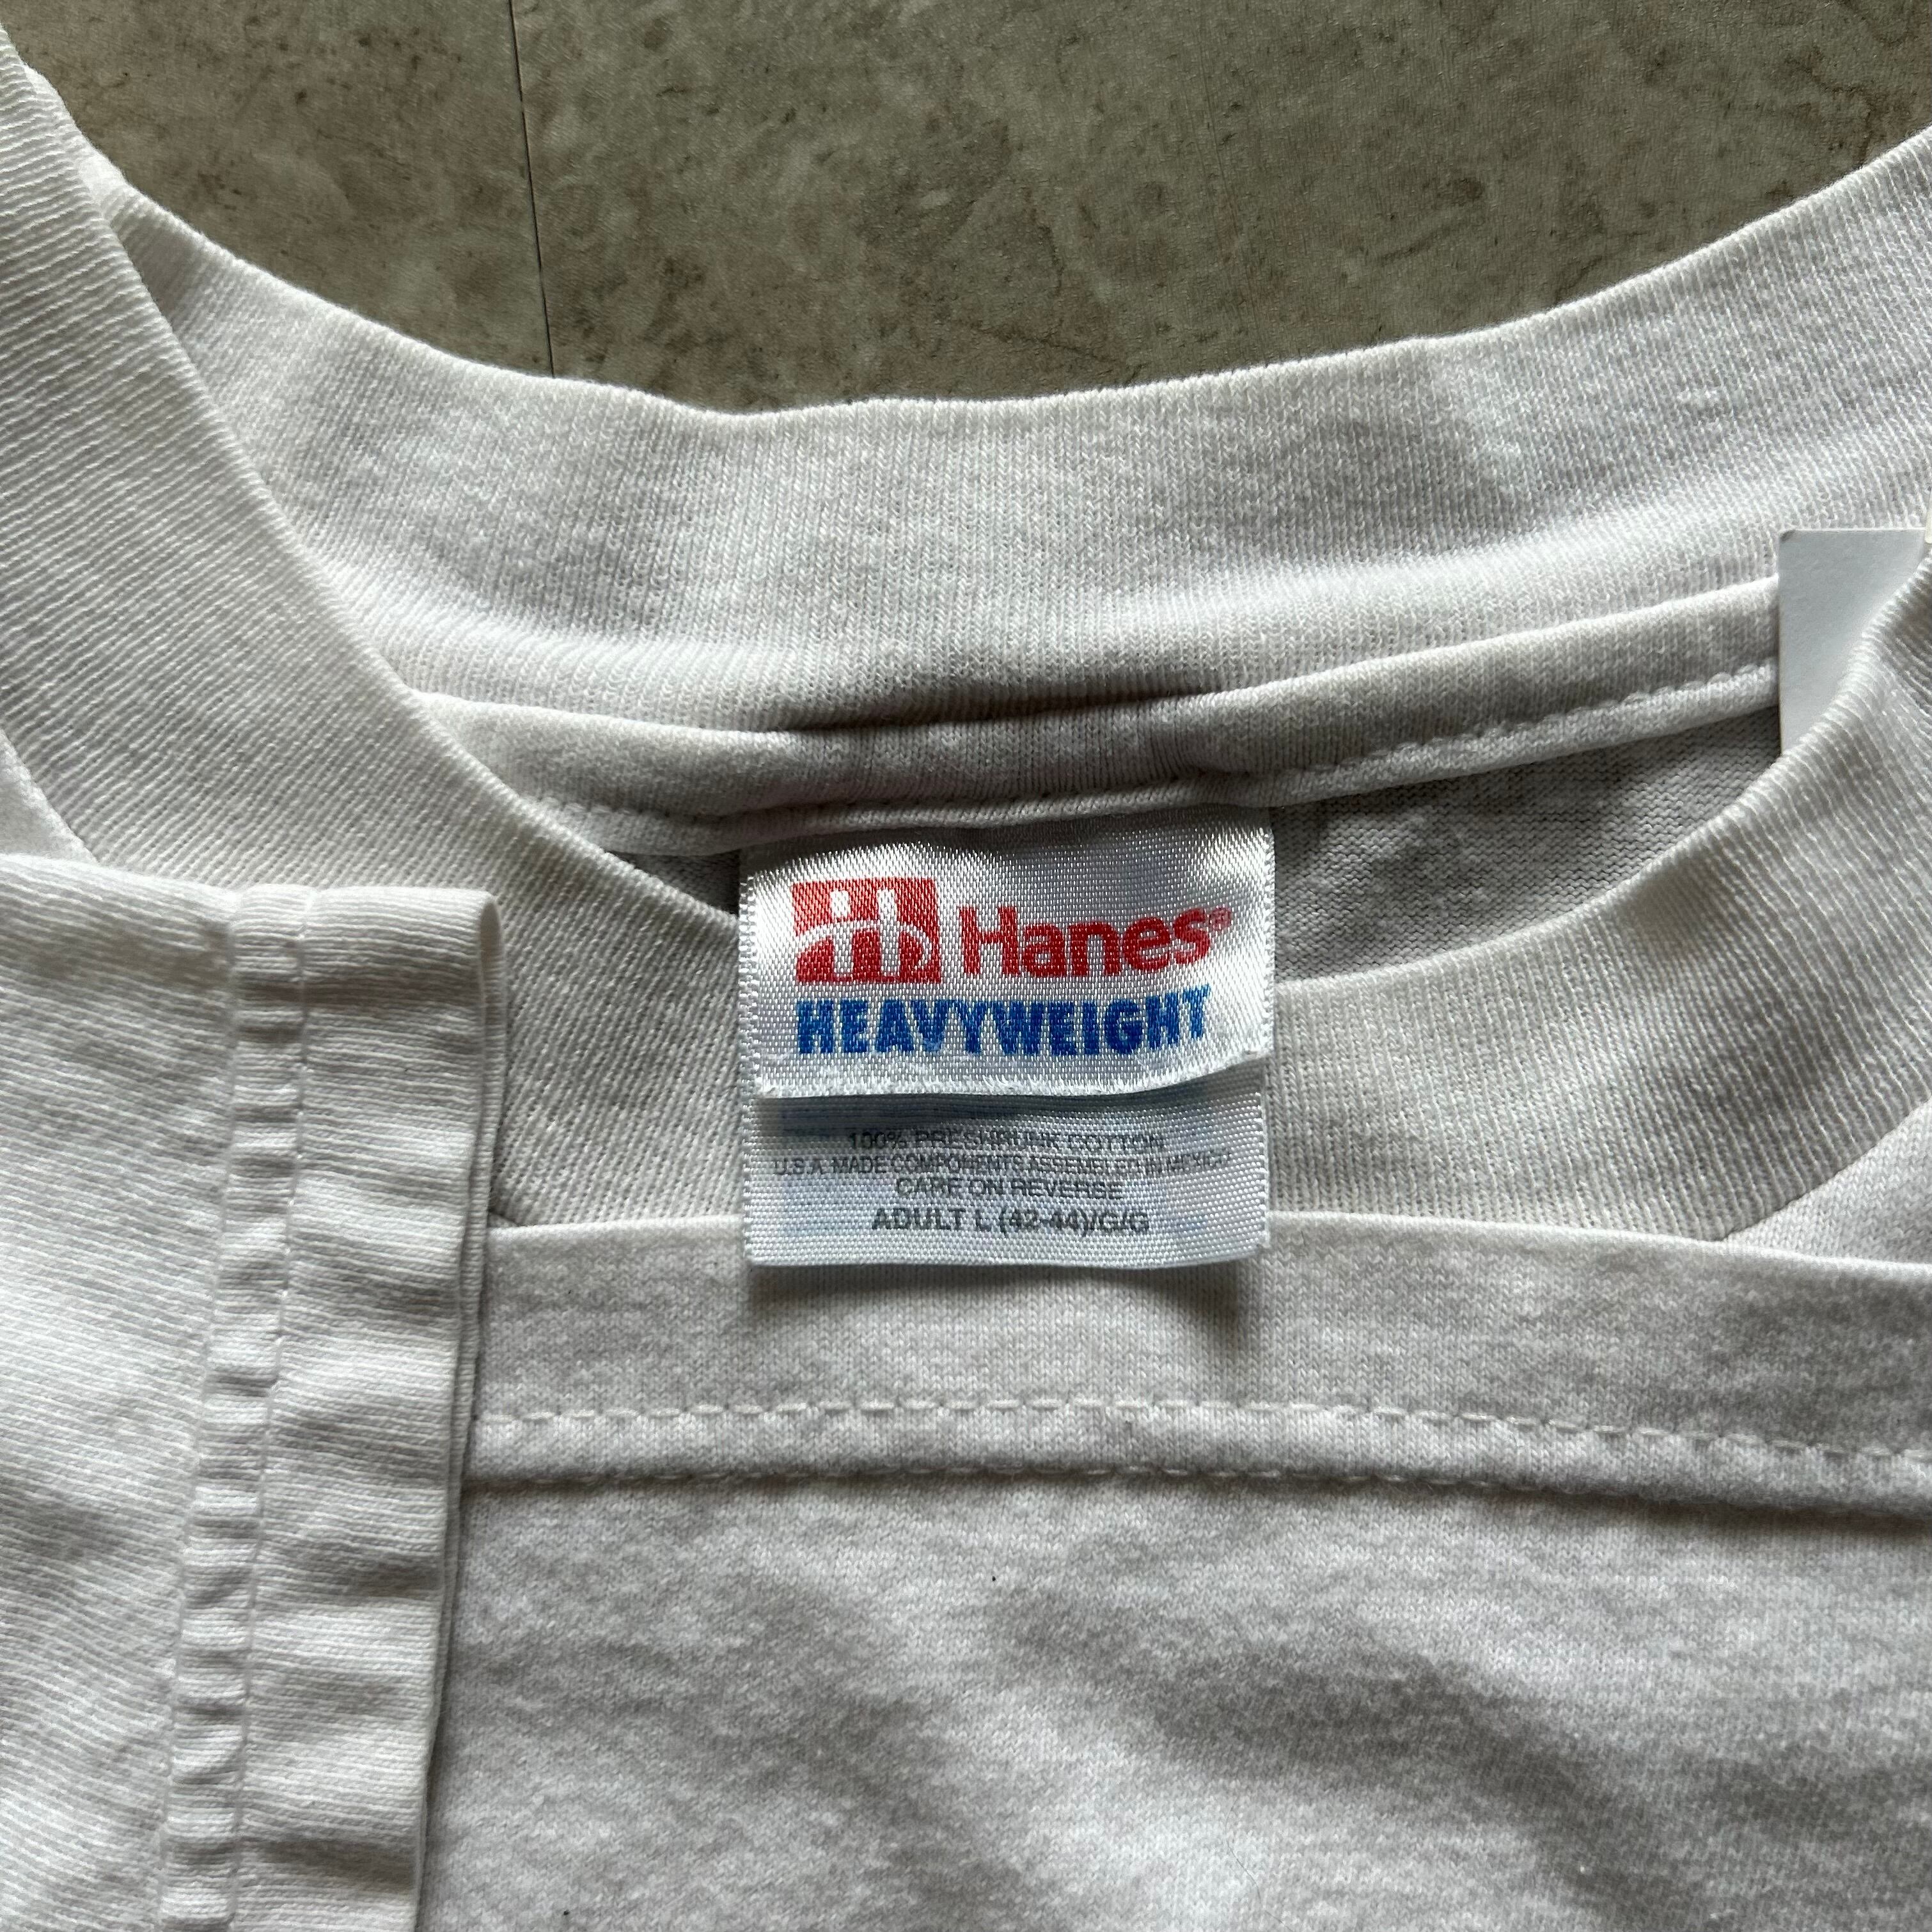 Hanes®
HEAVYWEIGHT
100% PRESHRUNK COTTON
U.S.A. MADE COMPONENTS ASSEMBLED IN MEXICO
CARE ON REVERSE
ADULT L (42-44)/G/G